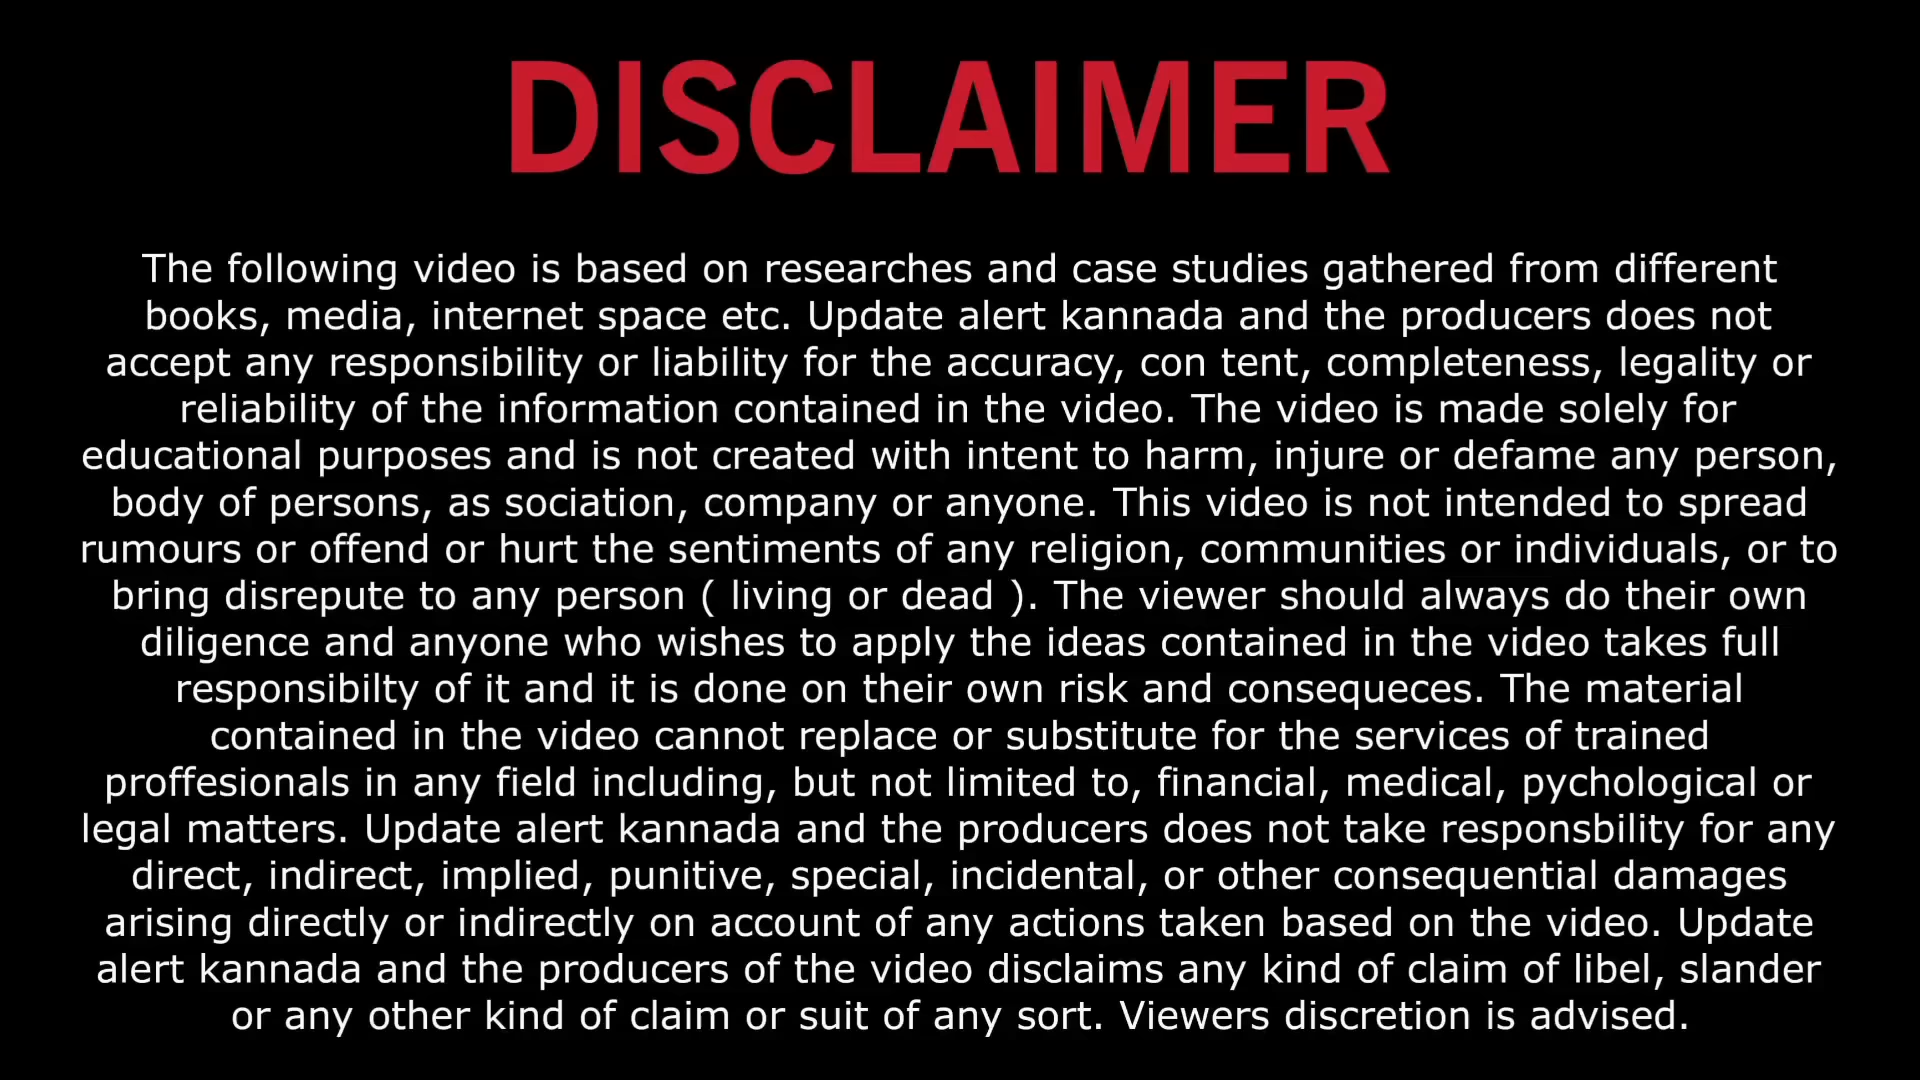 DISCLAIMER
The following video is based on researches and case studies gathered from different
books, media, internet space etc. Update alert kannada and the producers does not
accept any responsibility or liability for the accuracy, con tent, completeness, legality or
reliability of the information contained in the video. The video is made solely for
educational purposes and is not created with intent to harm, injure or defame any person,
body of persons, as sociation, company or anyone. This video is not intended to spread
rumours or offend or hurt the sentiments of any religion, communities or individuals, or to
bring disrepute to any person ( living or dead ). The viewer should always do their own
diligence and anyone who wishes to apply the ideas contained in the video takes full
responsibilty of it and it is done on their own risk and consequeces. The material
contained in the video cannot replace or substitute for the services of trained
proffesionals in any field including, but not limited to, financial, medical, pychological or
legal matters. Update alert kannada and the producers does not take responsbility for any
direct, indirect, implied, punitive, special, incidental, or other consequential damages
arising directly or indirectly on account of any actions taken based on the video. Update
alert kannada and the producers of the video disclaims any kind of claim of libel, slander
or any other kind of claim or suit of any sort. Viewers discretion is advised.